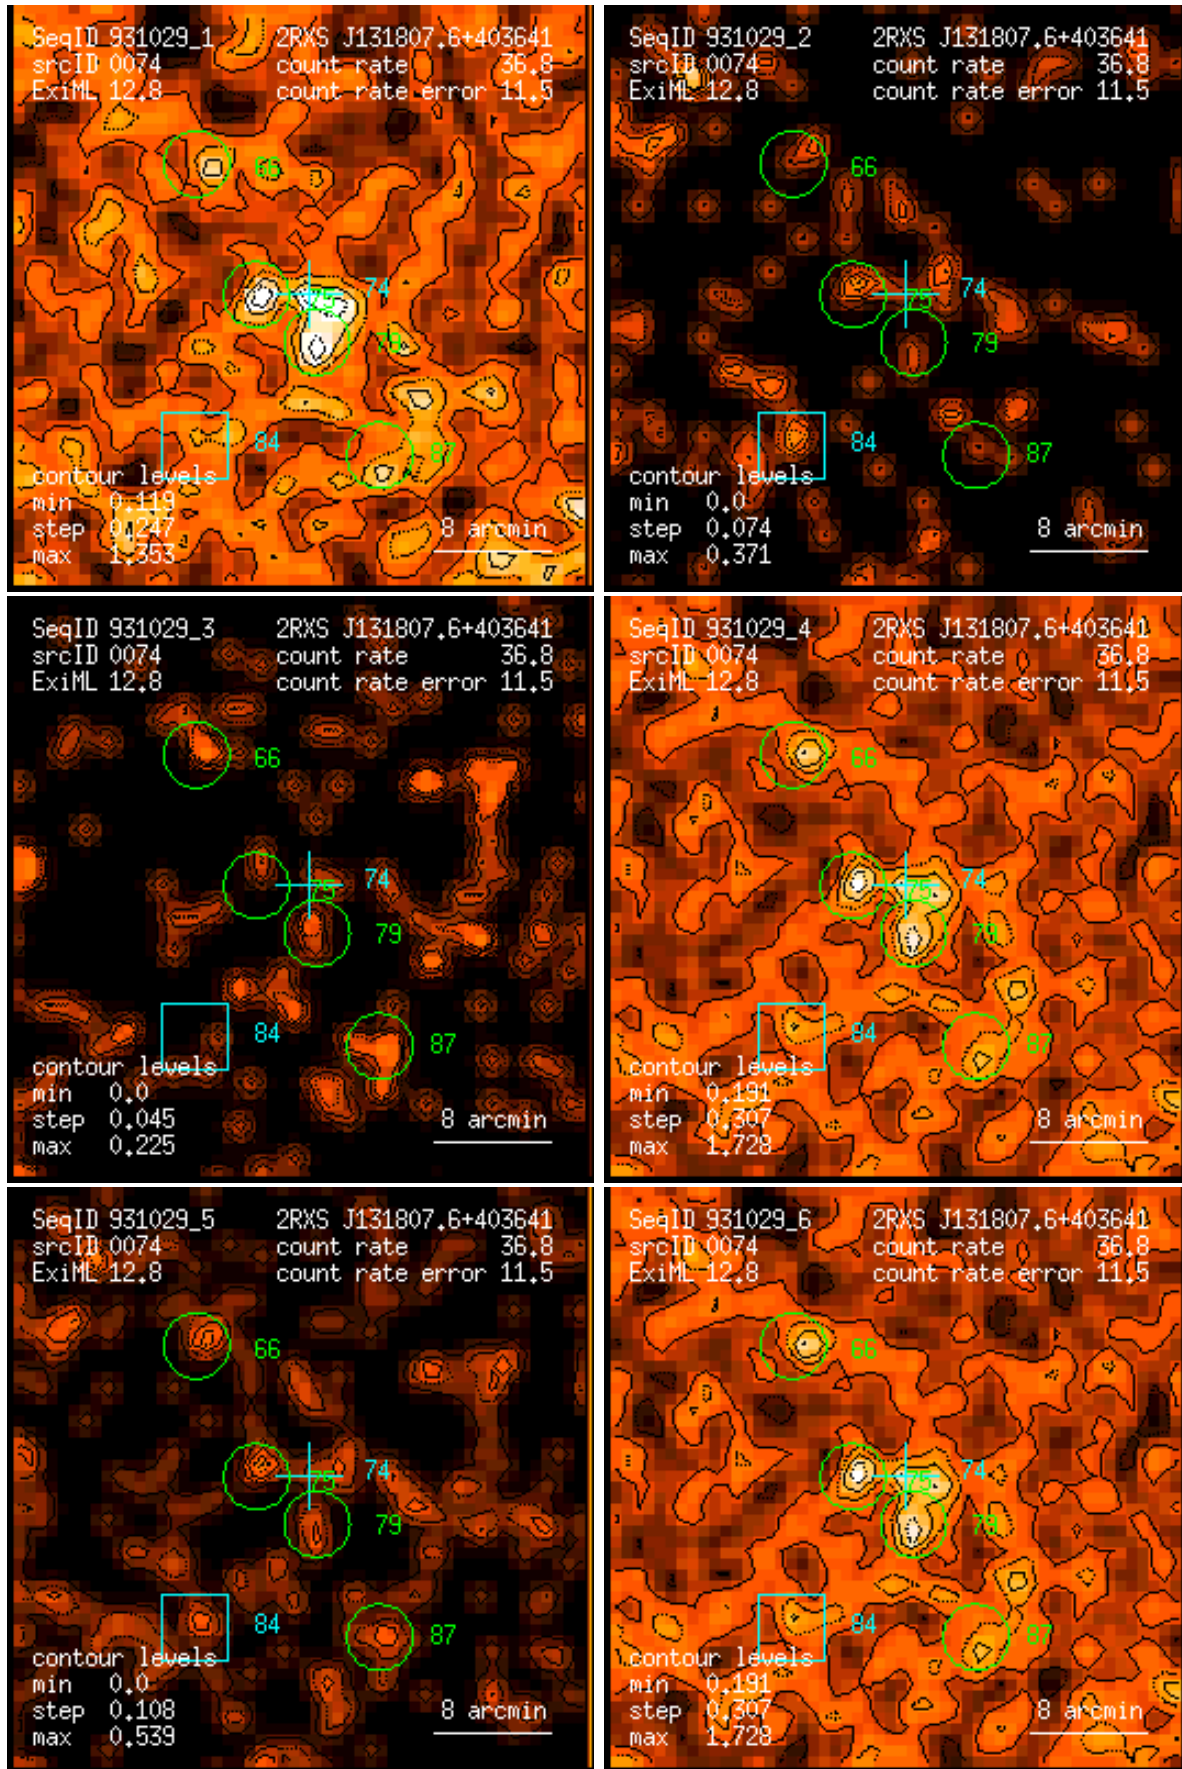 SeqID 931029_1 2RXS J131807.6+403641
srcID 0074 count rate 36.8
ExiML 12.8 count rate error 11.5
66
75 74
79
84
87
contour levels
min 0.119
step 0.247 8 arcmin
max 1.353
SeqID 931029_2 2RXS J131807.6+403641
srcID 0074 count rate 36.8
ExiML 12.8 count rate error 11.5
66
75 74
79
84
87
contour levels
min 0.0
step 0.074 8 arcmin
max 0.371
SeqID 931029_3 2RXS J131807.6+403641
srcID 0074 count rate 36.8
ExiML 12.8 count rate error 11.5
66
75 74
79
84
87
contour levels
min 0.0
step 0.045 8 arcmin
max 0.225
SeqID 931029_4 2RXS J131807.6+403641
srcID 0074 count rate 36.8
ExiML 12.8 count rate error 11.5
66
75 74
79
84
87
contour levels
min 0.191
step 0.307 8 arcmin
max 1.728
SeqID 931029_5 2RXS J131807.6+403641
srcID 0074 count rate 36.8
ExiML 12.8 count rate error 11.5
66
75 74
79
84
87
contour levels
min 0.0
step 0.108 8 arcmin
max 0.539
SeqID 931029_6 2RXS J131807.6+403641
srcID 0074 count rate 36.8
ExiML 12.8 count rate error 11.5
66
75 74
79
84
87
contour levels
min 0.191
step 0.307 8 arcmin
max 1.728